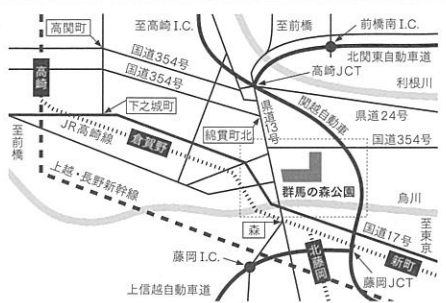 至高崎I.C.
至前橋
前橋南I.C.
高関町
国道354号
北関東自動車道
国道354号
高崎JCT
利根川
高崎
下之城町
県道13号
関越自動車
県道24号
綿貫町北
至前橋
JR高崎線
倉賀野
国道354号
上越・長野新幹線
群馬の森公園
烏川
森
国道17号
至東京
藤岡I.C.
北藤岡
新町
上信越自動車道
藤岡JCT